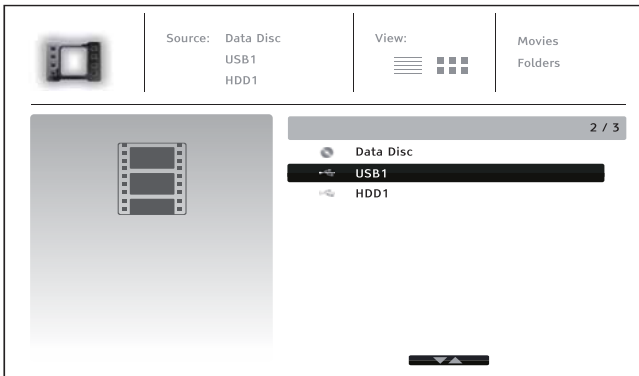 Source: Data Disc
USB1
HDD1
View:
Movies
Folders
2 / 3
Data Disc
USB1
HDD1